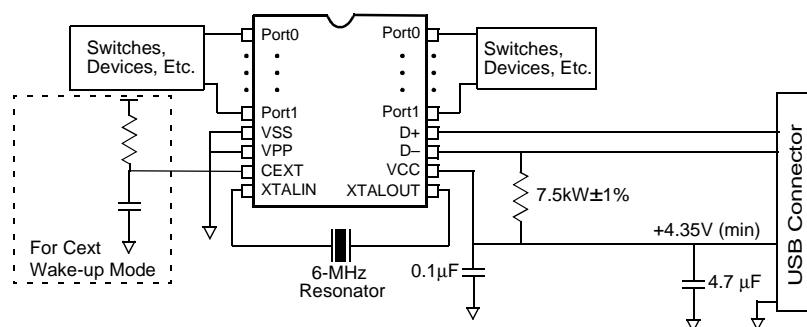 Switches,
Devices, Etc.
Port0
Port0
Switches,
Devices, Etc.
Port1
Port1
VSS
D+
VPP
D–
CEXT
VCC
XTALIN
XTALOUT
7.5kW±1%
+4.35V (min)
For Cext
Wake-up Mode
6-MHz
Resonator
0.1µF
4.7 µF
USB Connector